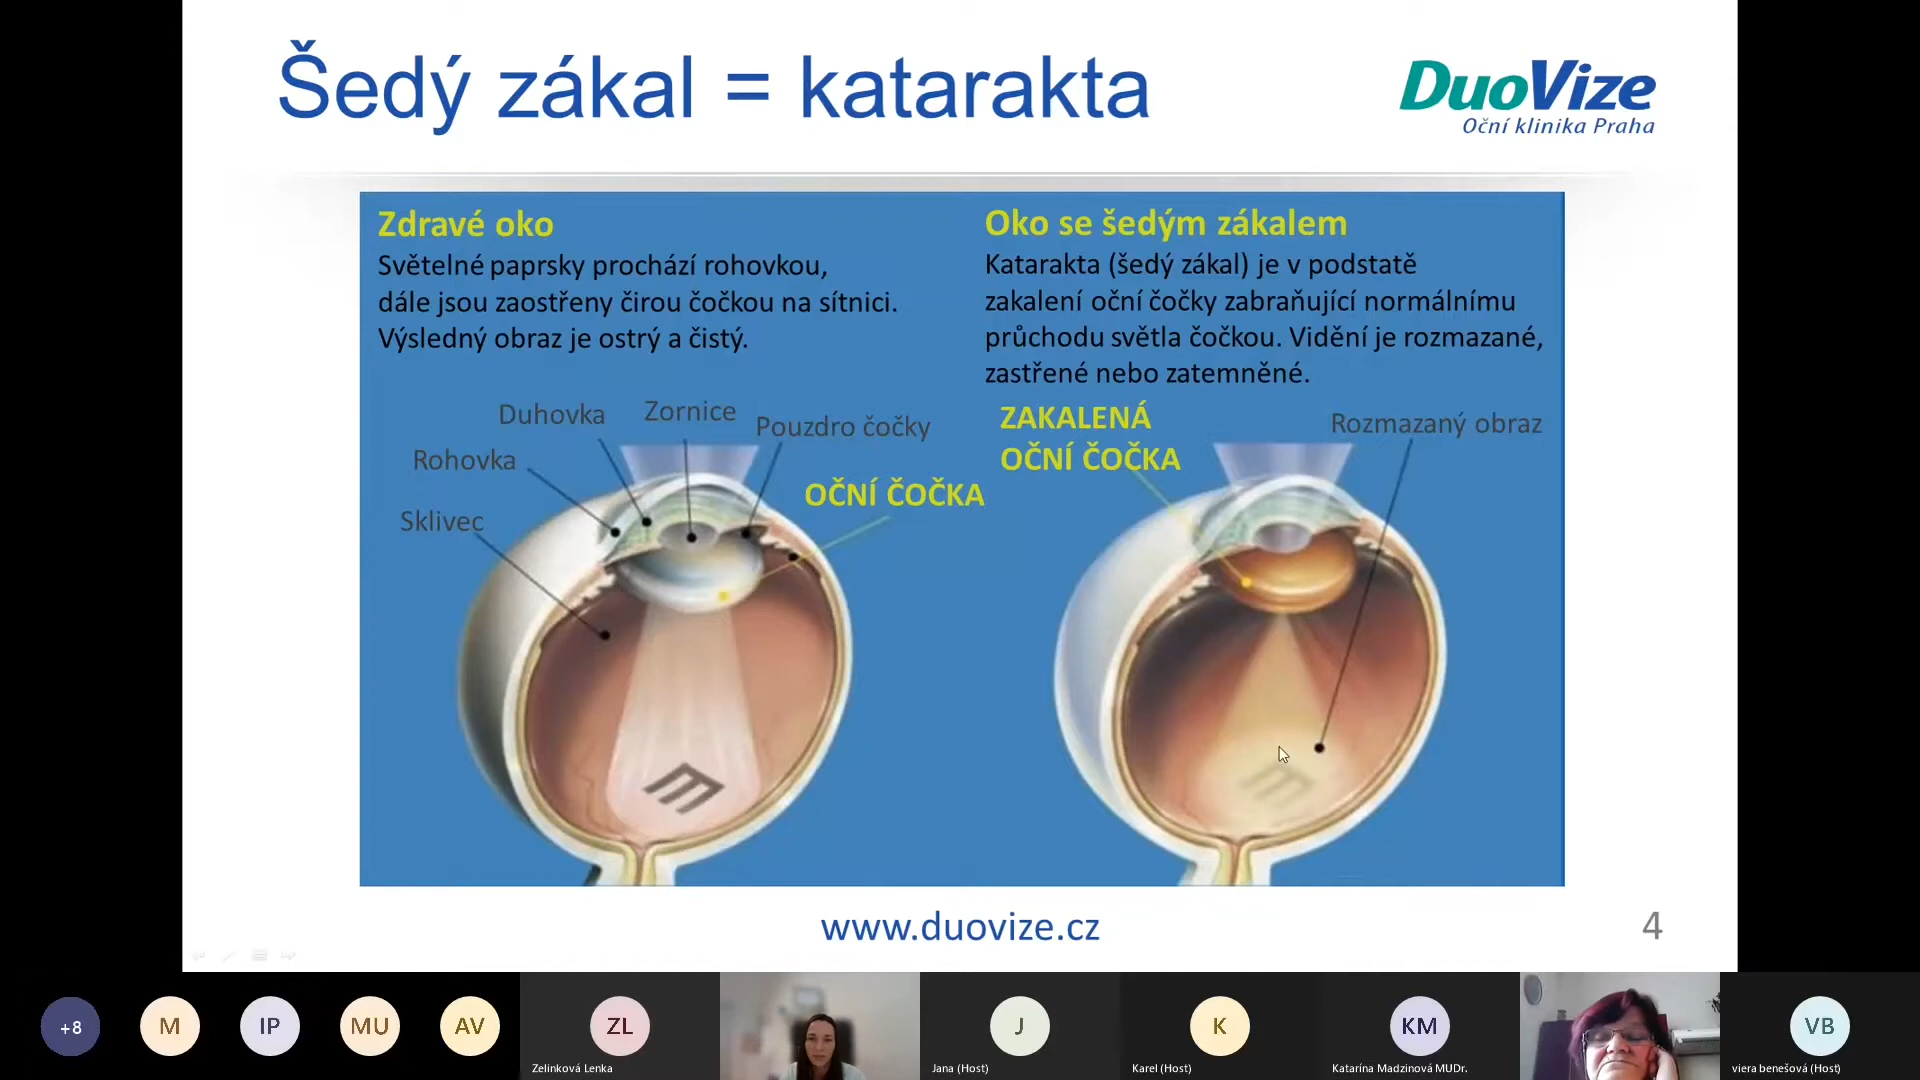 Šedý zákal = katarakta
DuoVize
Oční klinika Praha
Zdravé oko
Světelné paprsky prochází rohovkou,
dále jsou zaostřeny čirou čočkou na sítnici.
Výsledný obraz je ostrý a čistý.
Oko se šedým zákalem
Katarakta (šedý zákal) je v podstatě
zakalení oční čočky zabraňující normálnímu
průchodu světla čočkou. Vidění je rozmazané,
zastřené nebo zatemněné.
Duhovka
Zornice
Pouzdro čočky
Rohovka
OČNÍ ČOČKA
Sklivec
E
ZAKALENÁ
OČNÍ ČOČKA
Rozmazaný obraz
E
www.duovize.cz
4
+8
M
IP
MU
AV
ZL
Zelinková Lenka
J
Jana (Host)
K
Karel (Host)
KM
Katarína Madzinová MUDr.
VB
viera benešová (Host)